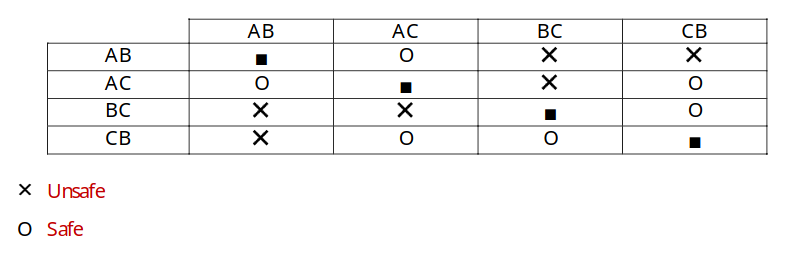 AB AC BC CB
AB ■ O ✕ ✕
AC O ■ ✕ O
BC ✕ ✕ ■ O
CB ✕ O O ■
✕ Unsafe
O Safe